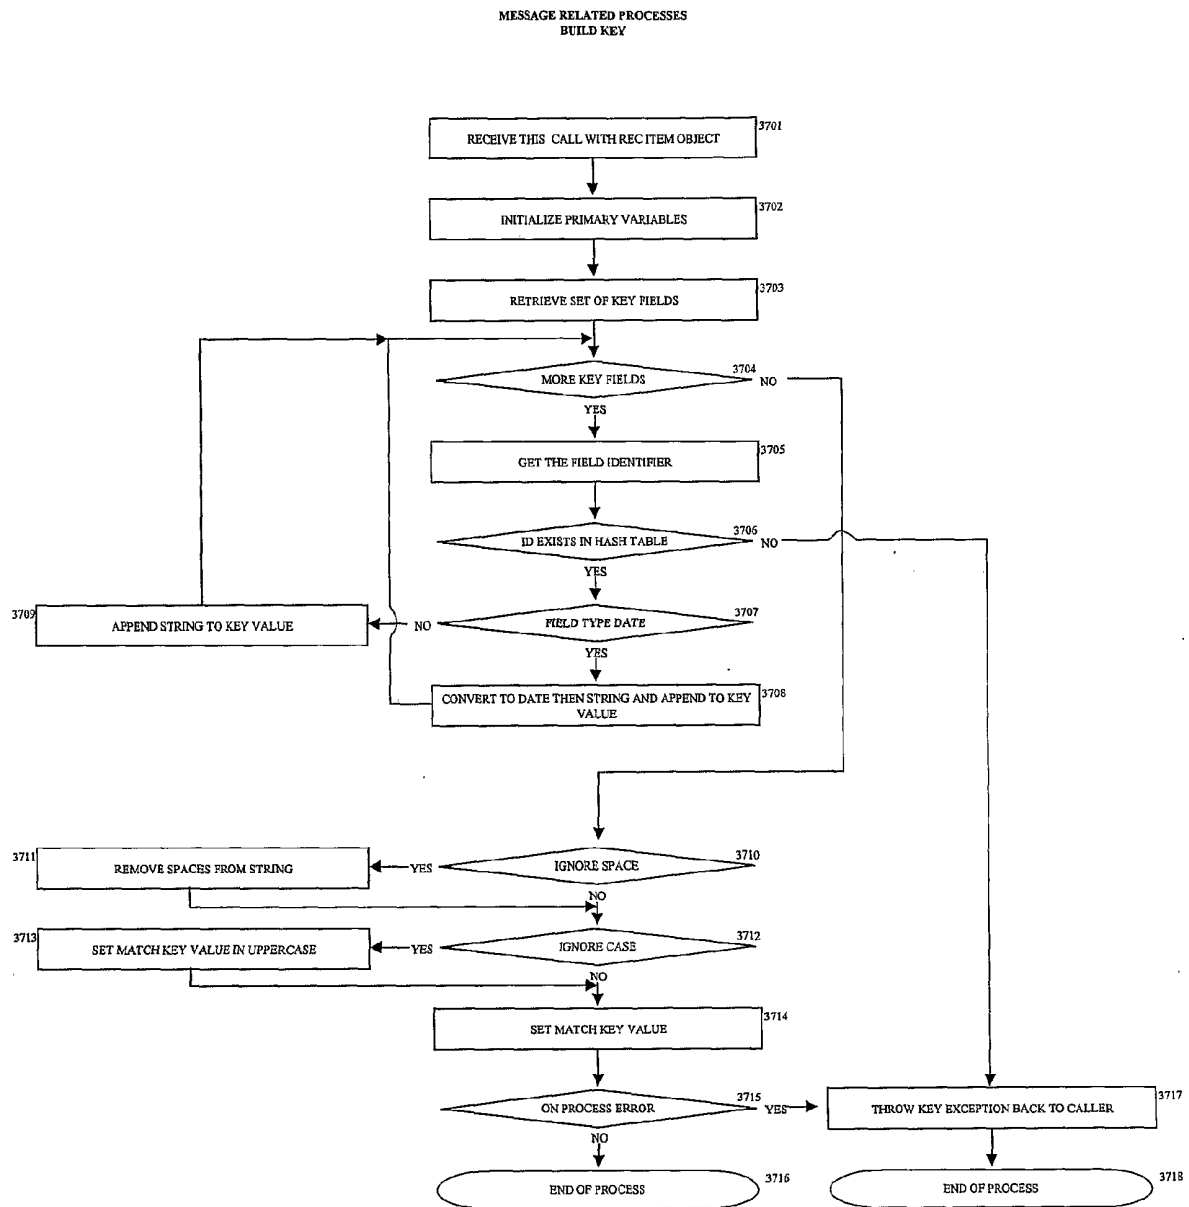 MESSAGE RELATED PROCESSES
BUILD KEY
3701
RECEIVE THIS CALL WITH REC ITEM OBJECT
3702
INITIALIZE PRIMARY VARIABLES
3703
RETRIEVE SET OF KEY FIELDS
3704
MORE KEY FIELDS
NO
YES
3705
GET THE FIELD IDENTIFIER
3706
ID EXISTS IN HASH TABLE
NO
YES
3709
APPEND STRING TO KEY VALUE
NO
3707
FIELD TYPE DATE
YES
3708
CONVERT TO DATE THEN STRING AND APPEND TO KEY
VALUE
3711
REMOVE SPACES FROM STRING
YES
3710
IGNORE SPACE
NO
3713
SET MATCH KEY VALUE IN UPPERCASE
YES
3712
IGNORE CASE
NO
3714
SET MATCH KEY VALUE
3715
ON PROCESS ERROR
YES
3717
THROW KEY EXCEPTION BACK TO CALLER
NO
3716
END OF PROCESS
3718
END OF PROCESS